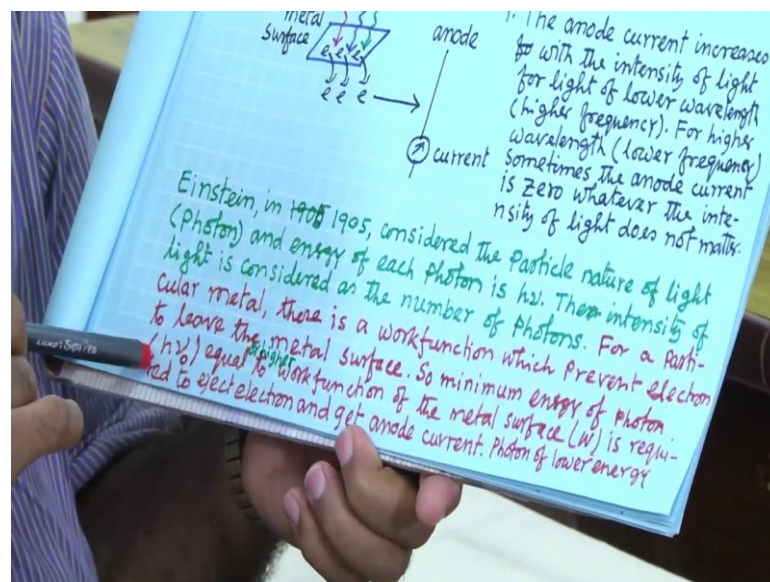 metal
surface
e e e
e e e
anode
current
1. The anode current increases
with the intensity of light
for light of lower wavelength
(higher frequency). For higher
wavelength (lower frequency)
sometimes the anode current
is zero whatever the inte-
nsity of light does not matter.
Einstein, in 1905, considered the Particle nature of light
(Photon) and energy of each photon is hν. The intensity of
light is considered as the number of photons. For a Parti-
cular metal, there is a workfunction which prevent electron
to leave the metal surface. So minimum energy of photon
(hν₀) equal or higher to workfunction of the metal surface (W) is requi-
red to eject electron and get anode current. Photon of lower energy